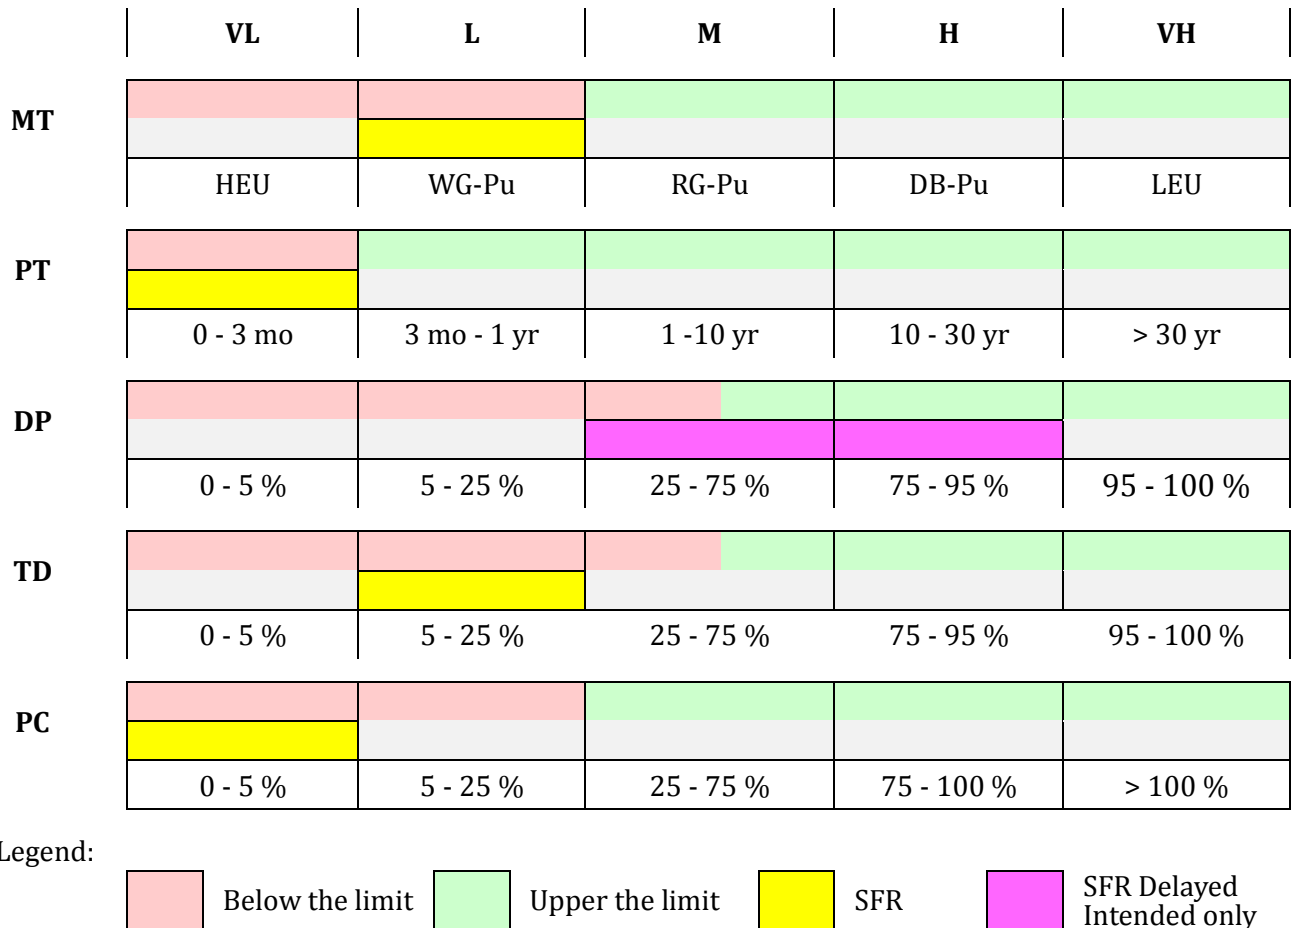 VL L M H VH
MT
HEU WG-Pu RG-Pu DB-Pu LEU
PT
0 - 3 mo 3 mo - 1 yr 1 -10 yr 10 - 30 yr > 30 yr
DP
0 - 5 % 5 - 25 % 25 - 75 % 75 - 95 % 95 - 100 %
TD
0 - 5 % 5 - 25 % 25 - 75 % 75 - 95 % 95 - 100 %
PC
0 - 5 % 5 - 25 % 25 - 75 % 75 - 100 % > 100 %
Legend:
Below the limit Upper the limit SFR SFR Delayed
Intended only